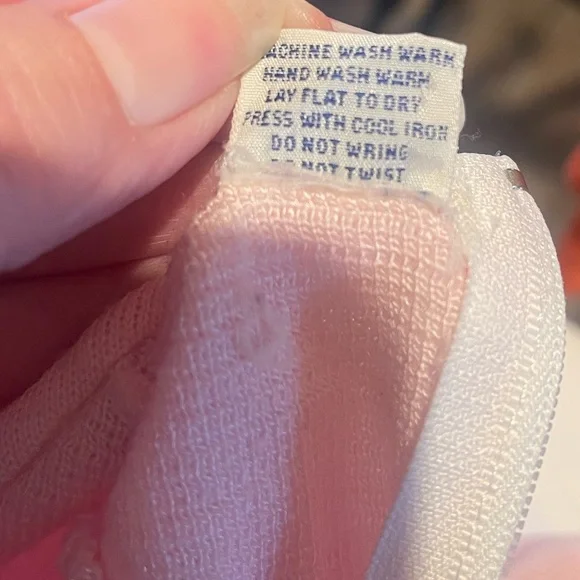 ACHINE WASH WARM
HAND WASH WARM
LAY FLAT TO DRY
PRESS WITH COOL IRON
DO NOT WRING
DO NOT TWIST